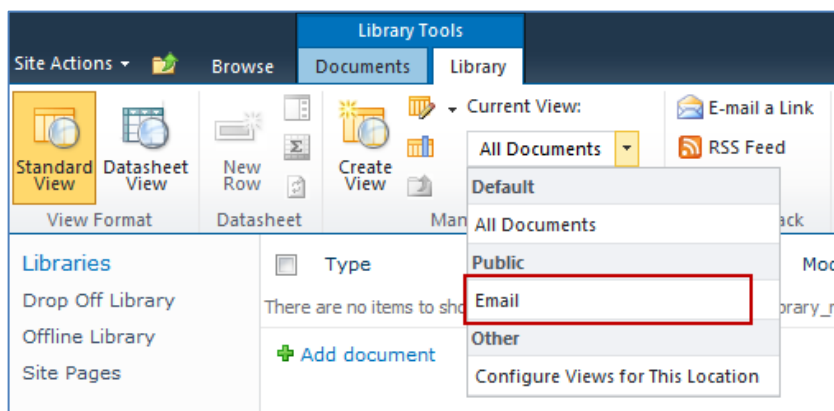 Library Tools
Site Actions Browse Documents Library
Standard View
Datasheet View
New Row
Create View
Current View:
All Documents
E-mail a Link
RSS Feed
View Format
Datasheet
Default
All Documents
Public
Email
Other
Configure Views for This Location
Libraries
Drop Off Library
Offline Library
Site Pages
Type
There are no items to
Add document